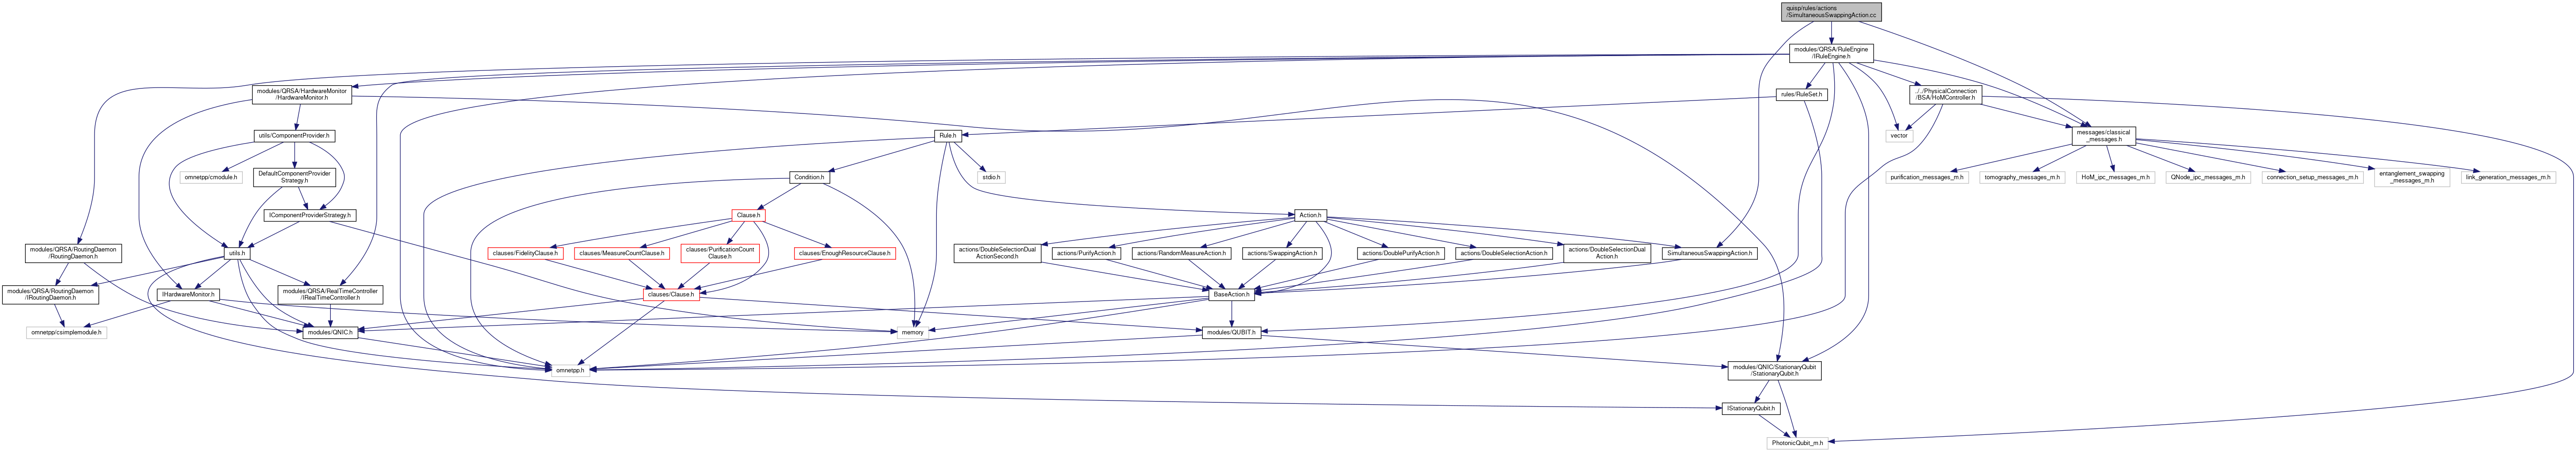 quisp/rules/actions
/SimultaneousSwappingAction.cc
modules/QRSA/RuleEngine
/IRuleEngine.h
modules/QRSA/HardwareMonitor
/HardwareMonitor.h
rules/RuleSet.h
../../PhysicalConnection
/BSA/HoMController.h
utils/ComponentProvider.h
Rule.h
vector
messages/classical
_messages.h
omnetpp/cmodule.h
DefaultComponentProvider
Strategy.h
Condition.h
stdio.h
purification_messages_m.h
tomography_messages_m.h
HoM_ipc_messages_m.h
QNode_ipc_messages_m.h
connection_setup_messages_m.h
entanglement_swapping
_messages_m.h
link_generation_messages_m.h
IComponentProviderStrategy.h
Clause.h
Action.h
modules/QRSA/RoutingDaemon
/RoutingDaemon.h
utils.h
clauses/FidelityClause.h
clauses/MeasureCountClause.h
clauses/PurificationCount
Clause.h
clauses/EnoughResourceClause.h
actions/DoubleSelectionDual
ActionSecond.h
actions/PurifyAction.h
actions/RandomMeasureAction.h
actions/SwappingAction.h
actions/DoublePurifyAction.h
actions/DoubleSelectionAction.h
actions/DoubleSelectionDual
Action.h
SimultaneousSwappingAction.h
modules/QRSA/RoutingDaemon
/IRoutingDaemon.h
IHardwareMonitor.h
modules/QRSA/RealTimeController
/IRealTimeController.h
clauses/Clause.h
BaseAction.h
omnetpp/csimplemodule.h
modules/QNIC.h
memory
modules/QUBIT.h
omnetpp.h
modules/QNIC/StationaryQubit
/StationaryQubit.h
IStationaryQubit.h
PhotonicQubit_m.h